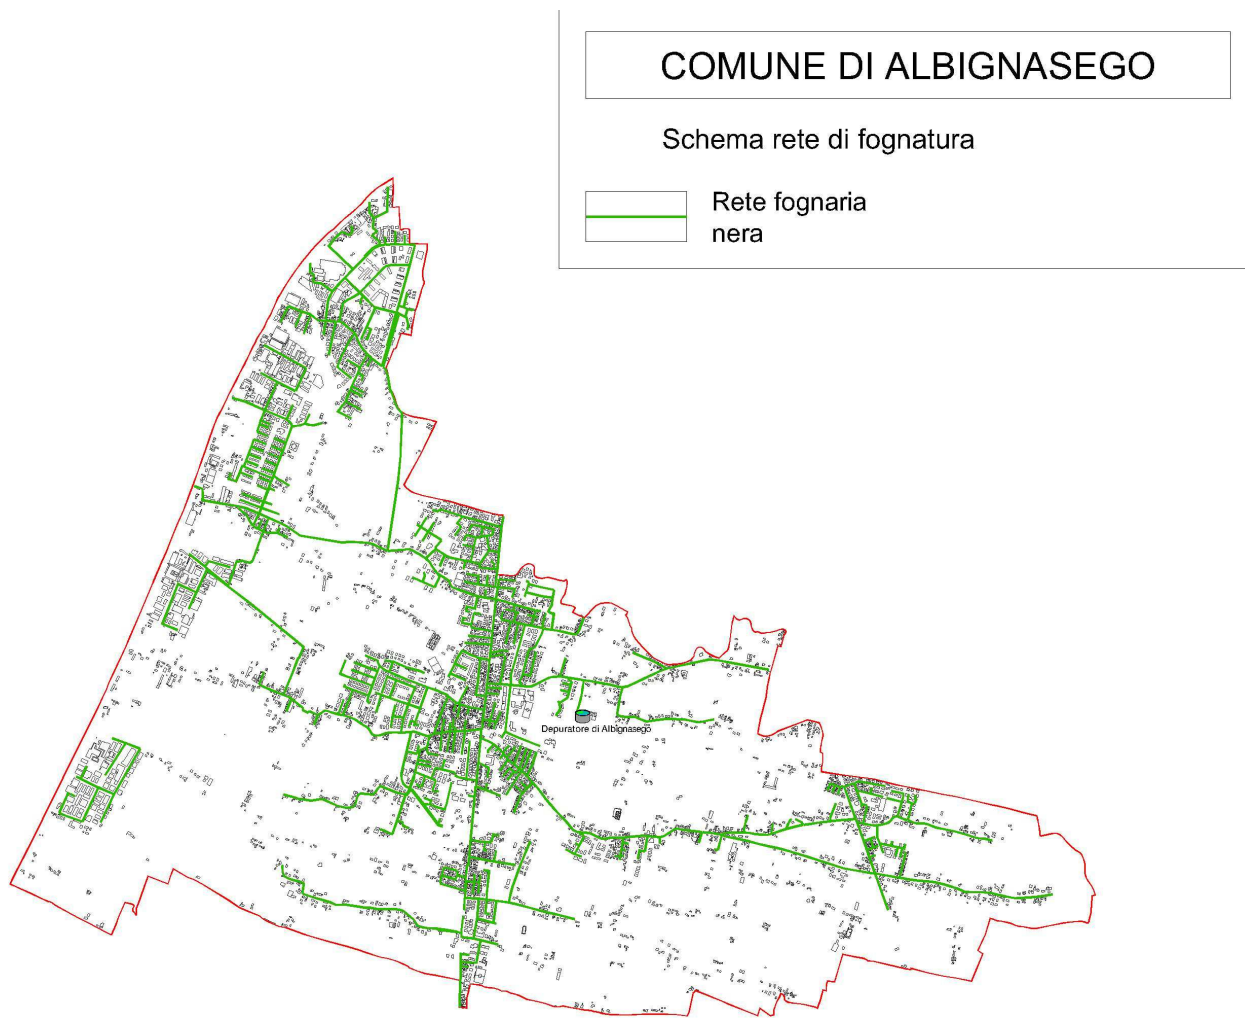 COMUNE DI ALBIGNASEGO
Schema rete di fognatura
Rete fognaria
nera
Depuratore di Albignasego